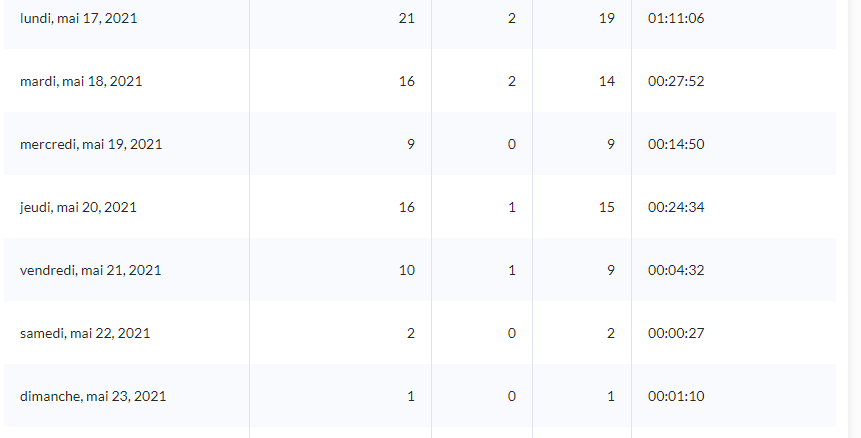 lundi, mai 17, 2021 21 2 19 01:11:06
mardi, mai 18, 2021 16 2 14 00:27:52
mercredi, mai 19, 2021 9 0 9 00:14:50
jeudi, mai 20, 2021 16 1 15 00:24:34
vendredi, mai 21, 2021 10 1 9 00:04:32
samedi, mai 22, 2021 2 0 2 00:00:27
dimanche, mai 23, 2021 1 0 1 00:01:10